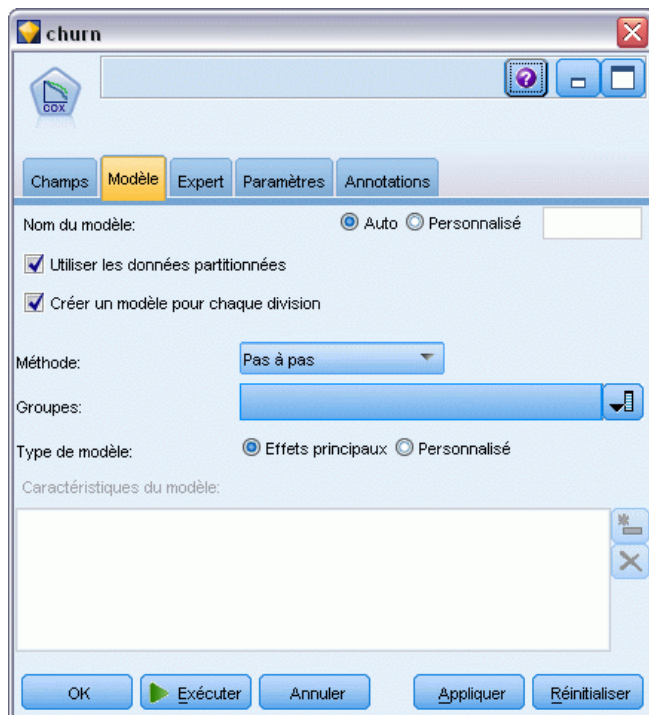 churn
COX
?
Champs Modèle Expert Paramètres Annotations
Nom du modèle: Auto Personnalisé
Utiliser les données partitionnées
Créer un modèle pour chaque division
Méthode: Pas à pas
Groupes:
Type de modèle: Effets principaux Personnalisé
Caractéristiques du modèle:
OK Exécuter Annuler Appliquer Réinitialiser